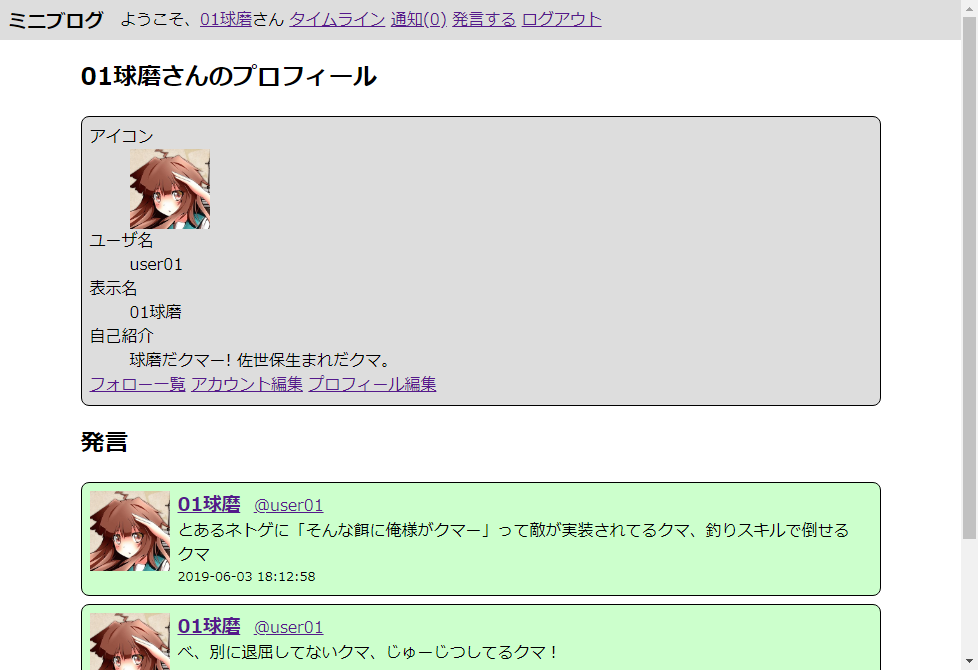 ミニブログ ようこそ、01球磨さん タイムライン 通知(0) 発言する ログアウト
01球磨さんのプロフィール
アイコン
ユーザ名
user01
表示名
01球磨
自己紹介
球磨だクマー! 佐世保生まれだクマ。
フォロー一覧 アカウント編集 プロフィール編集
発言
01球磨 @user01
とあるネトゲに「そんな餌に俺様がクマー」って敵が実装されてるクマ、釣りスキルで倒せる
クマ
2019-06-03 18:12:58
01球磨 @user01
べ、別に退屈してないクマ、じゅーじつしてるクマ！